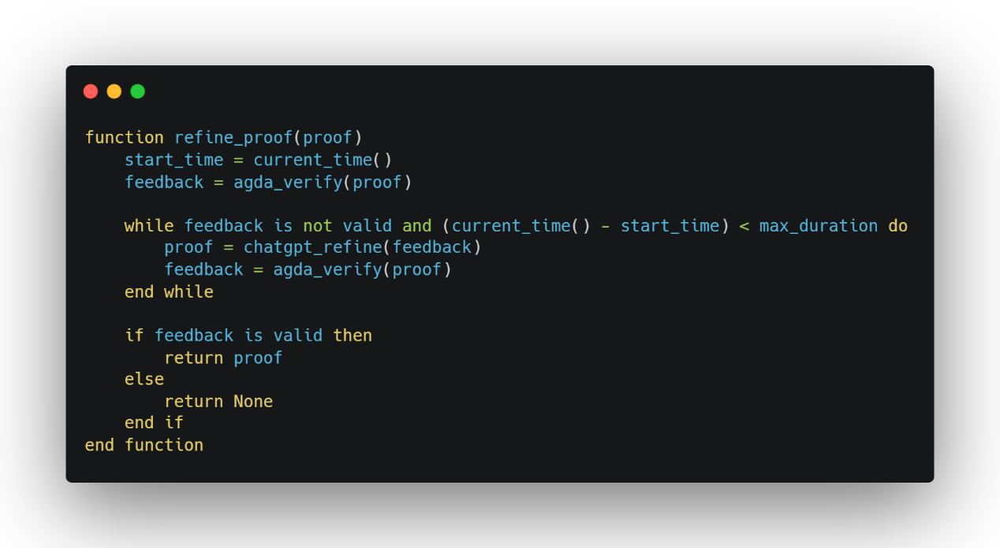 function refine_proof(proof)
    start_time = current_time()
    feedback = agda_verify(proof)

    while feedback is not valid and (current_time() - start_time) < max_duration do
        proof = chatgpt_refine(feedback)
        feedback = agda_verify(proof)
    end while

    if feedback is valid then
        return proof
    else
        return None
    end if
end function